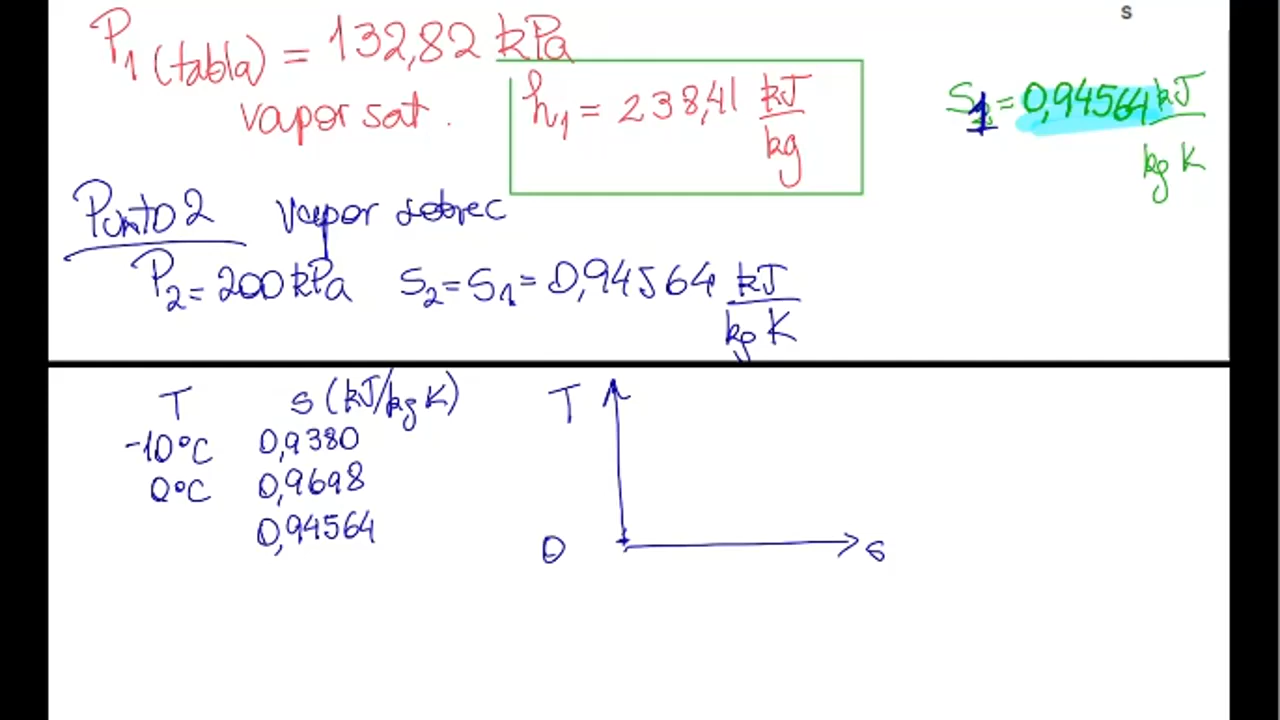 s
P1 (tabla) = 132,82 kPa
vapor sat.
h1 = 238,41 kJ/kg
S1 = 0,94564 kJ/kg K
Punto 2 vapor sobrec
P2 = 200 kPa S2 = S1 = 0,94564 kJ/kg K
T s (kJ/kg K)
-10°C 0,9380
0°C 0,9698
0,94564
T
0
s